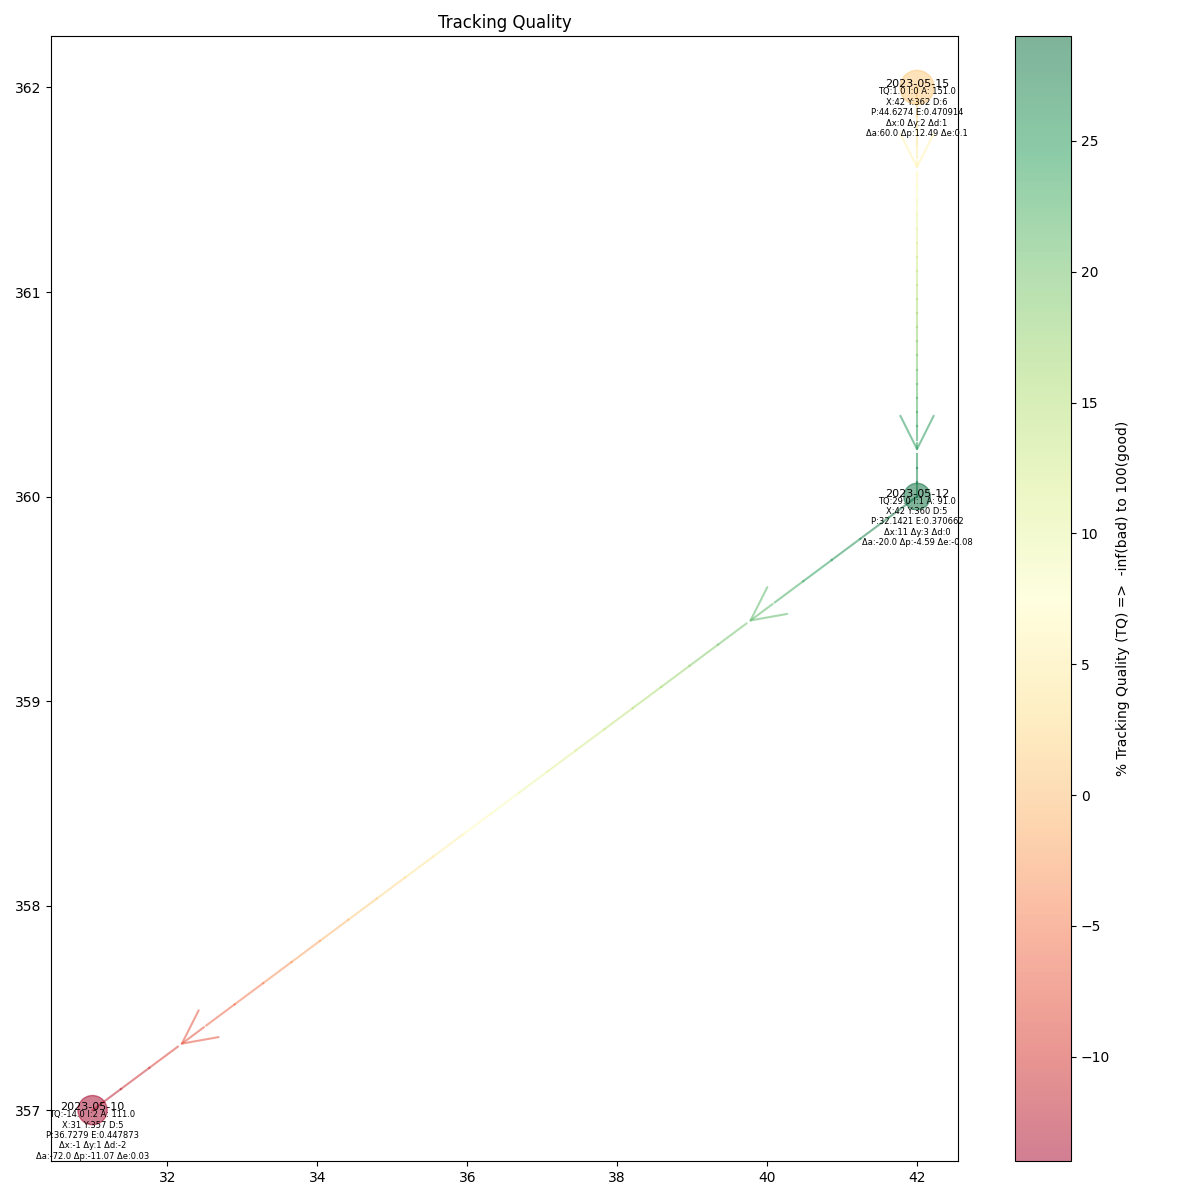 Tracking Quality
362
361
360
359
358
357
32
34
36
38
40
42
2023-05-15
TQ:1.0 I:0 A: 151.0
X:42 Y:362 D:6
P:44.6274 E:0.470914
Δx:0 Δy:2 Δd:1
Δa:60.0 Δp:12.49 Δe:0.1
2023-05-12
TQ:29.0 I:1 A: 91.0
X:42 Y:360 D:5
P:32.1421 E:0.370662
Δx:11 Δy:3 Δd:0
Δa:-20.0 Δp:-4.59 Δe:-0.08
2023-05-10
TQ:-14.0 I:2 A: 111.0
X:31 Y:357 D:5
P:36.7279 E:0.447873
Δx:-1 Δy:1 Δd:-2
Δa:-72.0 Δp:-11.07 Δe:0.03
25
20
15
10
5
0
−5
−10
% Tracking Quality (TQ) => -inf(bad) to 100(good)